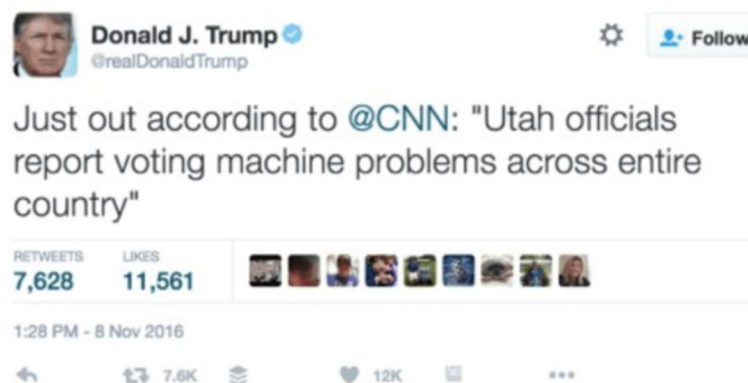 Donald J. Trump
Follow
@realDonaldTrump
Just out according to @CNN: "Utah officials
report voting machine problems across entire
country"
RETWEETS LIKES
7,628 11,561
1:28 PM - 8 Nov 2016
7.6K 12K